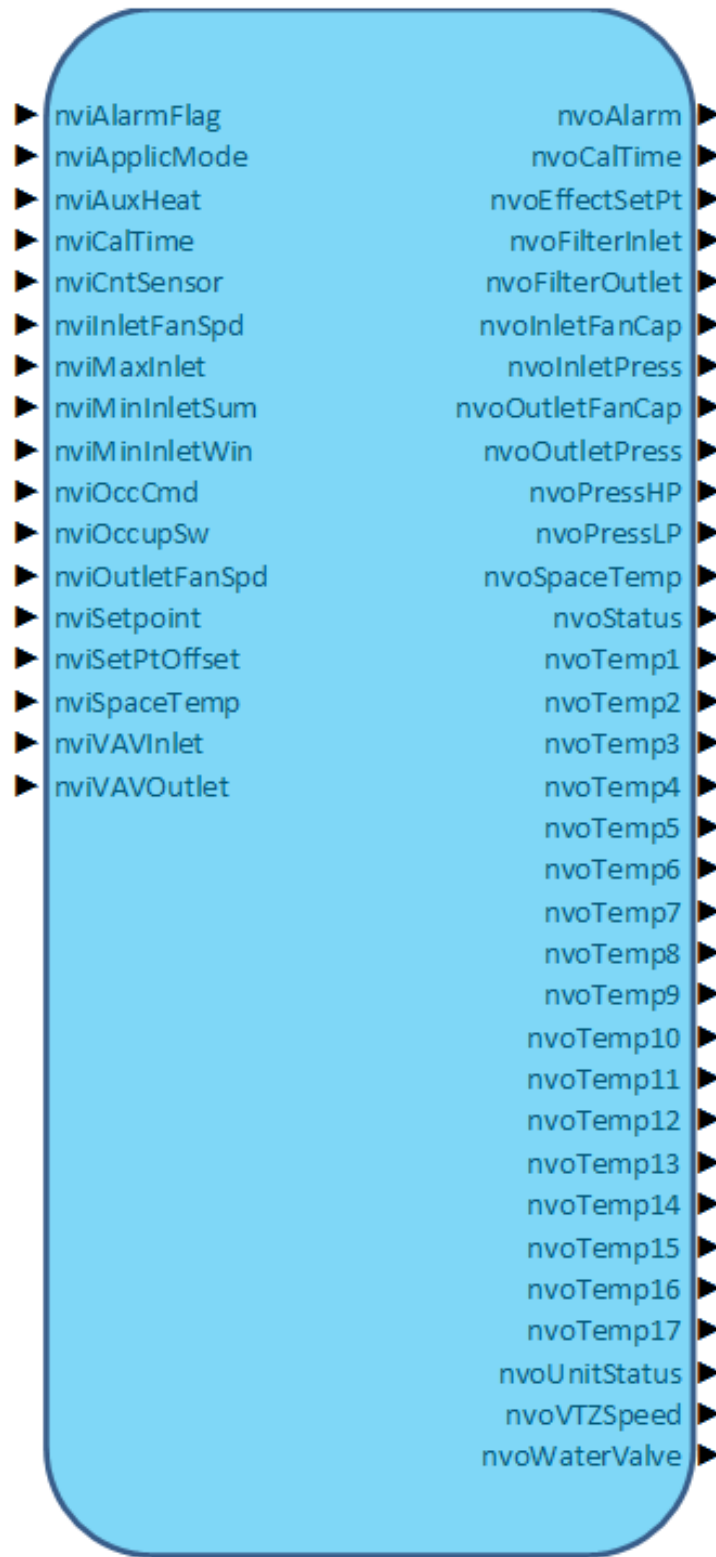 nviAlarmFlag nvoAlarm
nviApplicMode nvoCalTime
nviAuxHeat nvoEffectSetPt
nviCalTime nvoFilterInlet
nviCntSensor nvoFilterOutlet
nviInletFanSpd nvoInletFanCap
nviMaxInlet nvoInletPress
nviMinInletSum nvoOutletFanCap
nviMinInletWin nvoOutletPress
nviOccCmd nvoPressHP
nviOccupSw nvoPressLP
nviOutletFanSpd nvoSpaceTemp
nviSetpoint nvoStatus
nviSetPtOffset nvoTemp1
nviSpaceTemp nvoTemp2
nviVAVInlet nvoTemp3
nviVAVOutlet nvoTemp4
nvoTemp5
nvoTemp6
nvoTemp7
nvoTemp8
nvoTemp9
nvoTemp10
nvoTemp11
nvoTemp12
nvoTemp13
nvoTemp14
nvoTemp15
nvoTemp16
nvoTemp17
nvoUnitStatus
nvoVTZSpeed
nvoWaterValve